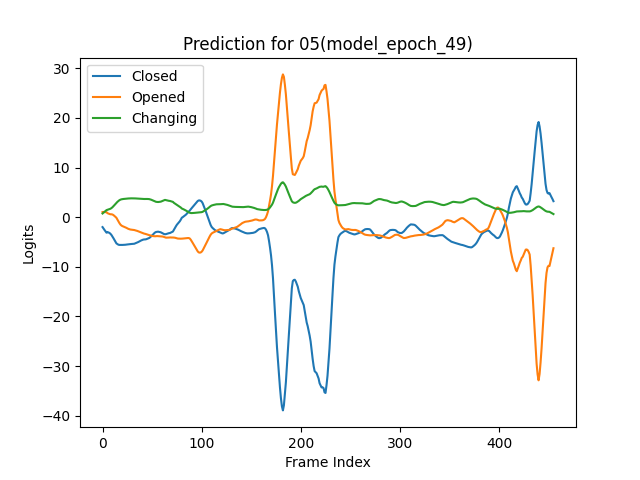 Prediction for 05(model_epoch_49)
Closed
Opened
Changing
Logits
30
20
10
0
−10
−20
−30
−40
0 100 200 300 400
Frame Index